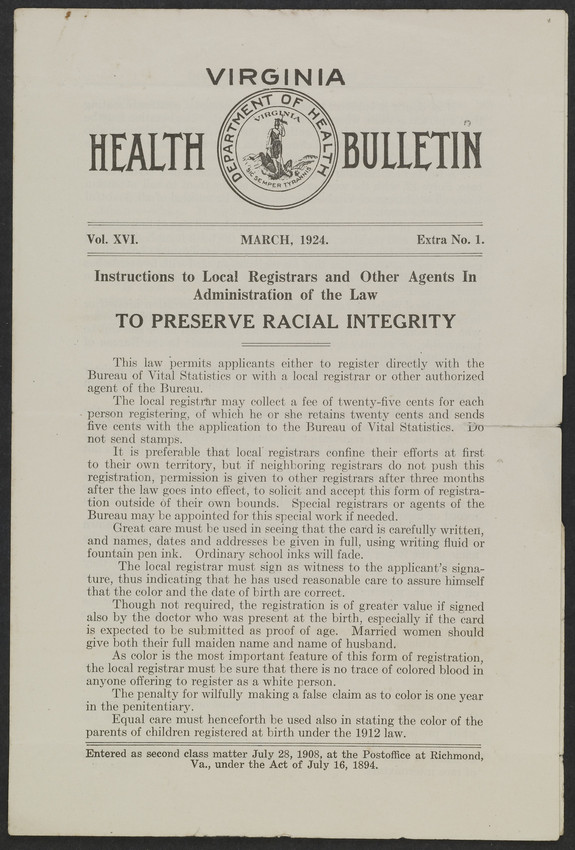 VIRGINIA
HEALTH BULLETIN
DEPARTMENT OF HEALTH
VIRGINIA
SIC SEMPER TYRANNIS
Vol. XVI. MARCH, 1924. Extra No. 1.
Instructions to Local Registrars and Other Agents In
Administration of the Law
TO PRESERVE RACIAL INTEGRITY
This law permits applicants either to register directly with the
Bureau of Vital Statistics or with a local registrar or other authorized
agent of the Bureau.
The local registrar may collect a fee of twenty-five cents for each
person registering, of which he or she retains twenty cents and sends
five cents with the application to the Bureau of Vital Statistics. Do
not send stamps.
It is preferable that local registrars confine their efforts at first
to their own territory, but if neighboring registrars do not push this
registration, permission is given to other registrars after three months
after the law goes into effect, to solicit and accept this form of registra-
tion outside of their own bounds. Special registrars or agents of the
Bureau may be appointed for this special work if needed.
Great care must be used in seeing that the card is carefully written,
and names, dates and addresses be given in full, using writing fluid or
fountain pen ink. Ordinary school inks will fade.
The local registrar must sign as witness to the applicant's signa-
ture, thus indicating that he has used reasonable care to assure himself
that the color and the date of birth are correct.
Though not required, the registration is of greater value if signed
also by the doctor who was present at the birth, especially if the card
is expected to be submitted as proof of age. Married women should
give both their full maiden name and name of husband.
As color is the most important feature of this form of registration,
the local registrar must be sure that there is no trace of colored blood in
anyone offering to register as a white person.
The penalty for wilfully making a false claim as to color is one year
in the penitentiary.
Equal care must henceforth be used also in stating the color of the
parents of children registered at birth under the 1912 law.
Entered as second class matter July 28, 1908, at the Postoffice at Richmond,
Va., under the Act of July 16, 1894.